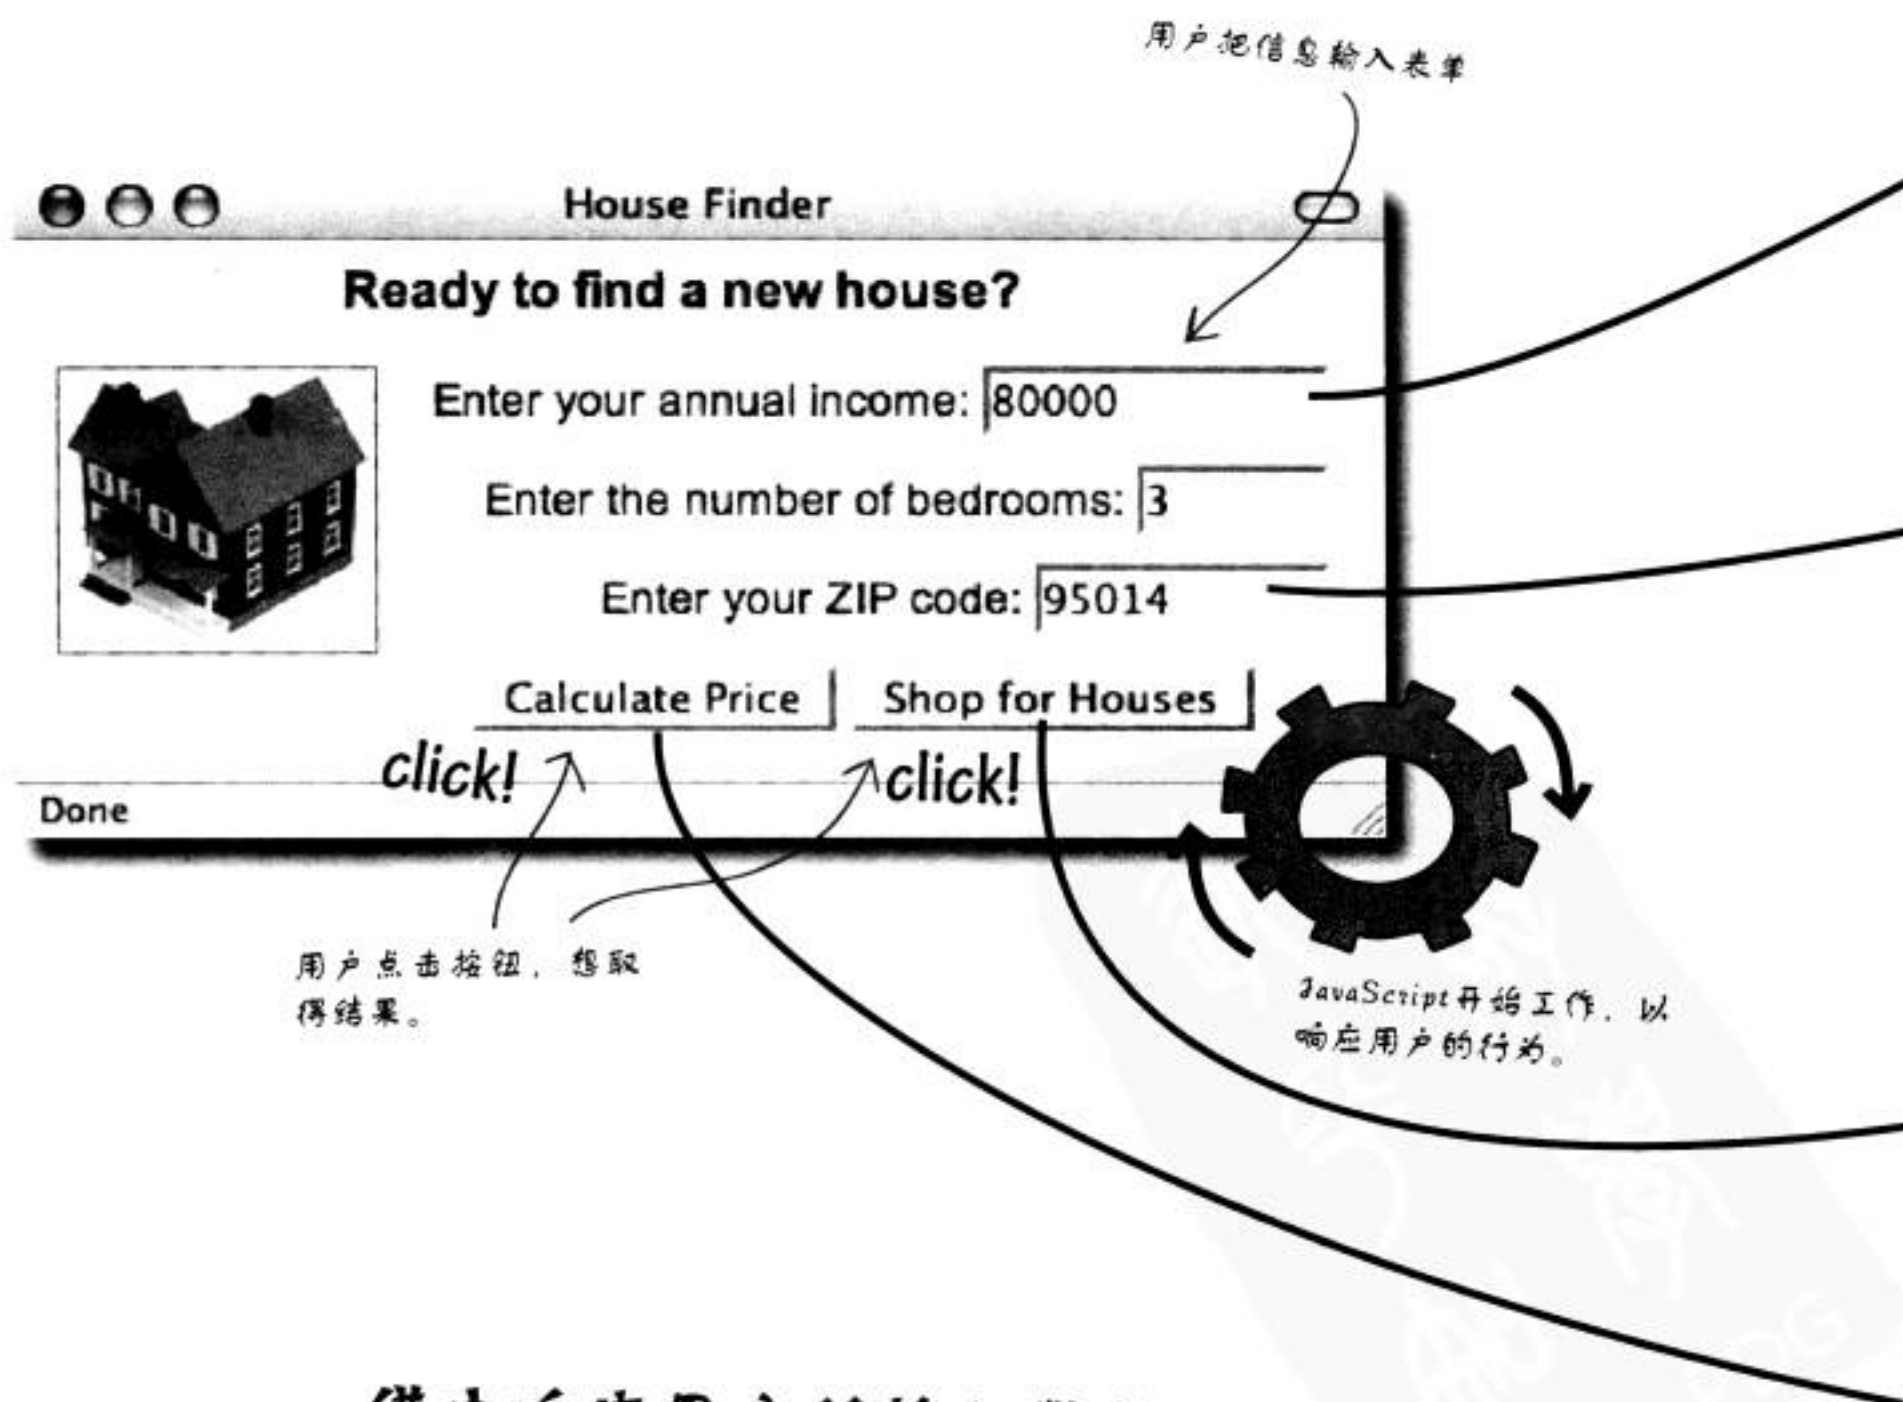 用户把信息输入表单
House Finder
Ready to find a new house?
Enter your annual income: 80000
Enter the number of bedrooms: 3
Enter your ZIP code: 95014
Calculate Price
Shop for Houses
click!
click!
Done
用户点击按钮，想取
得结果。
JavaScript开始工作，以
响应用户的行为。